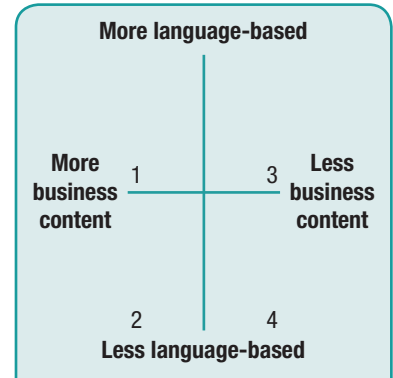 More language-based
More
business
content
1
3
Less
business
content
2
4
Less language-based